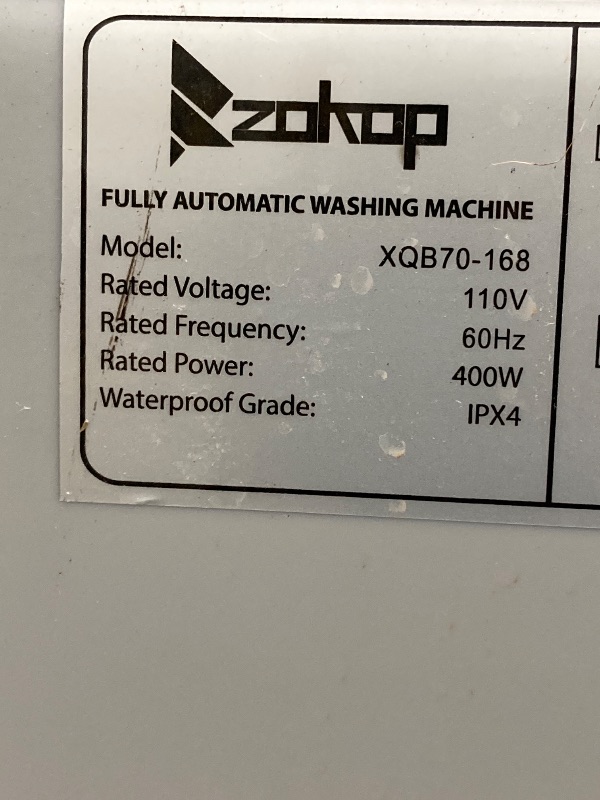 zokop
FULLY AUTOMATIC WASHING MACHINE
Model: XQB70-168
Rated Voltage: 110V
Rated Frequency: 60Hz
Rated Power: 400W
Waterproof Grade: IPX4